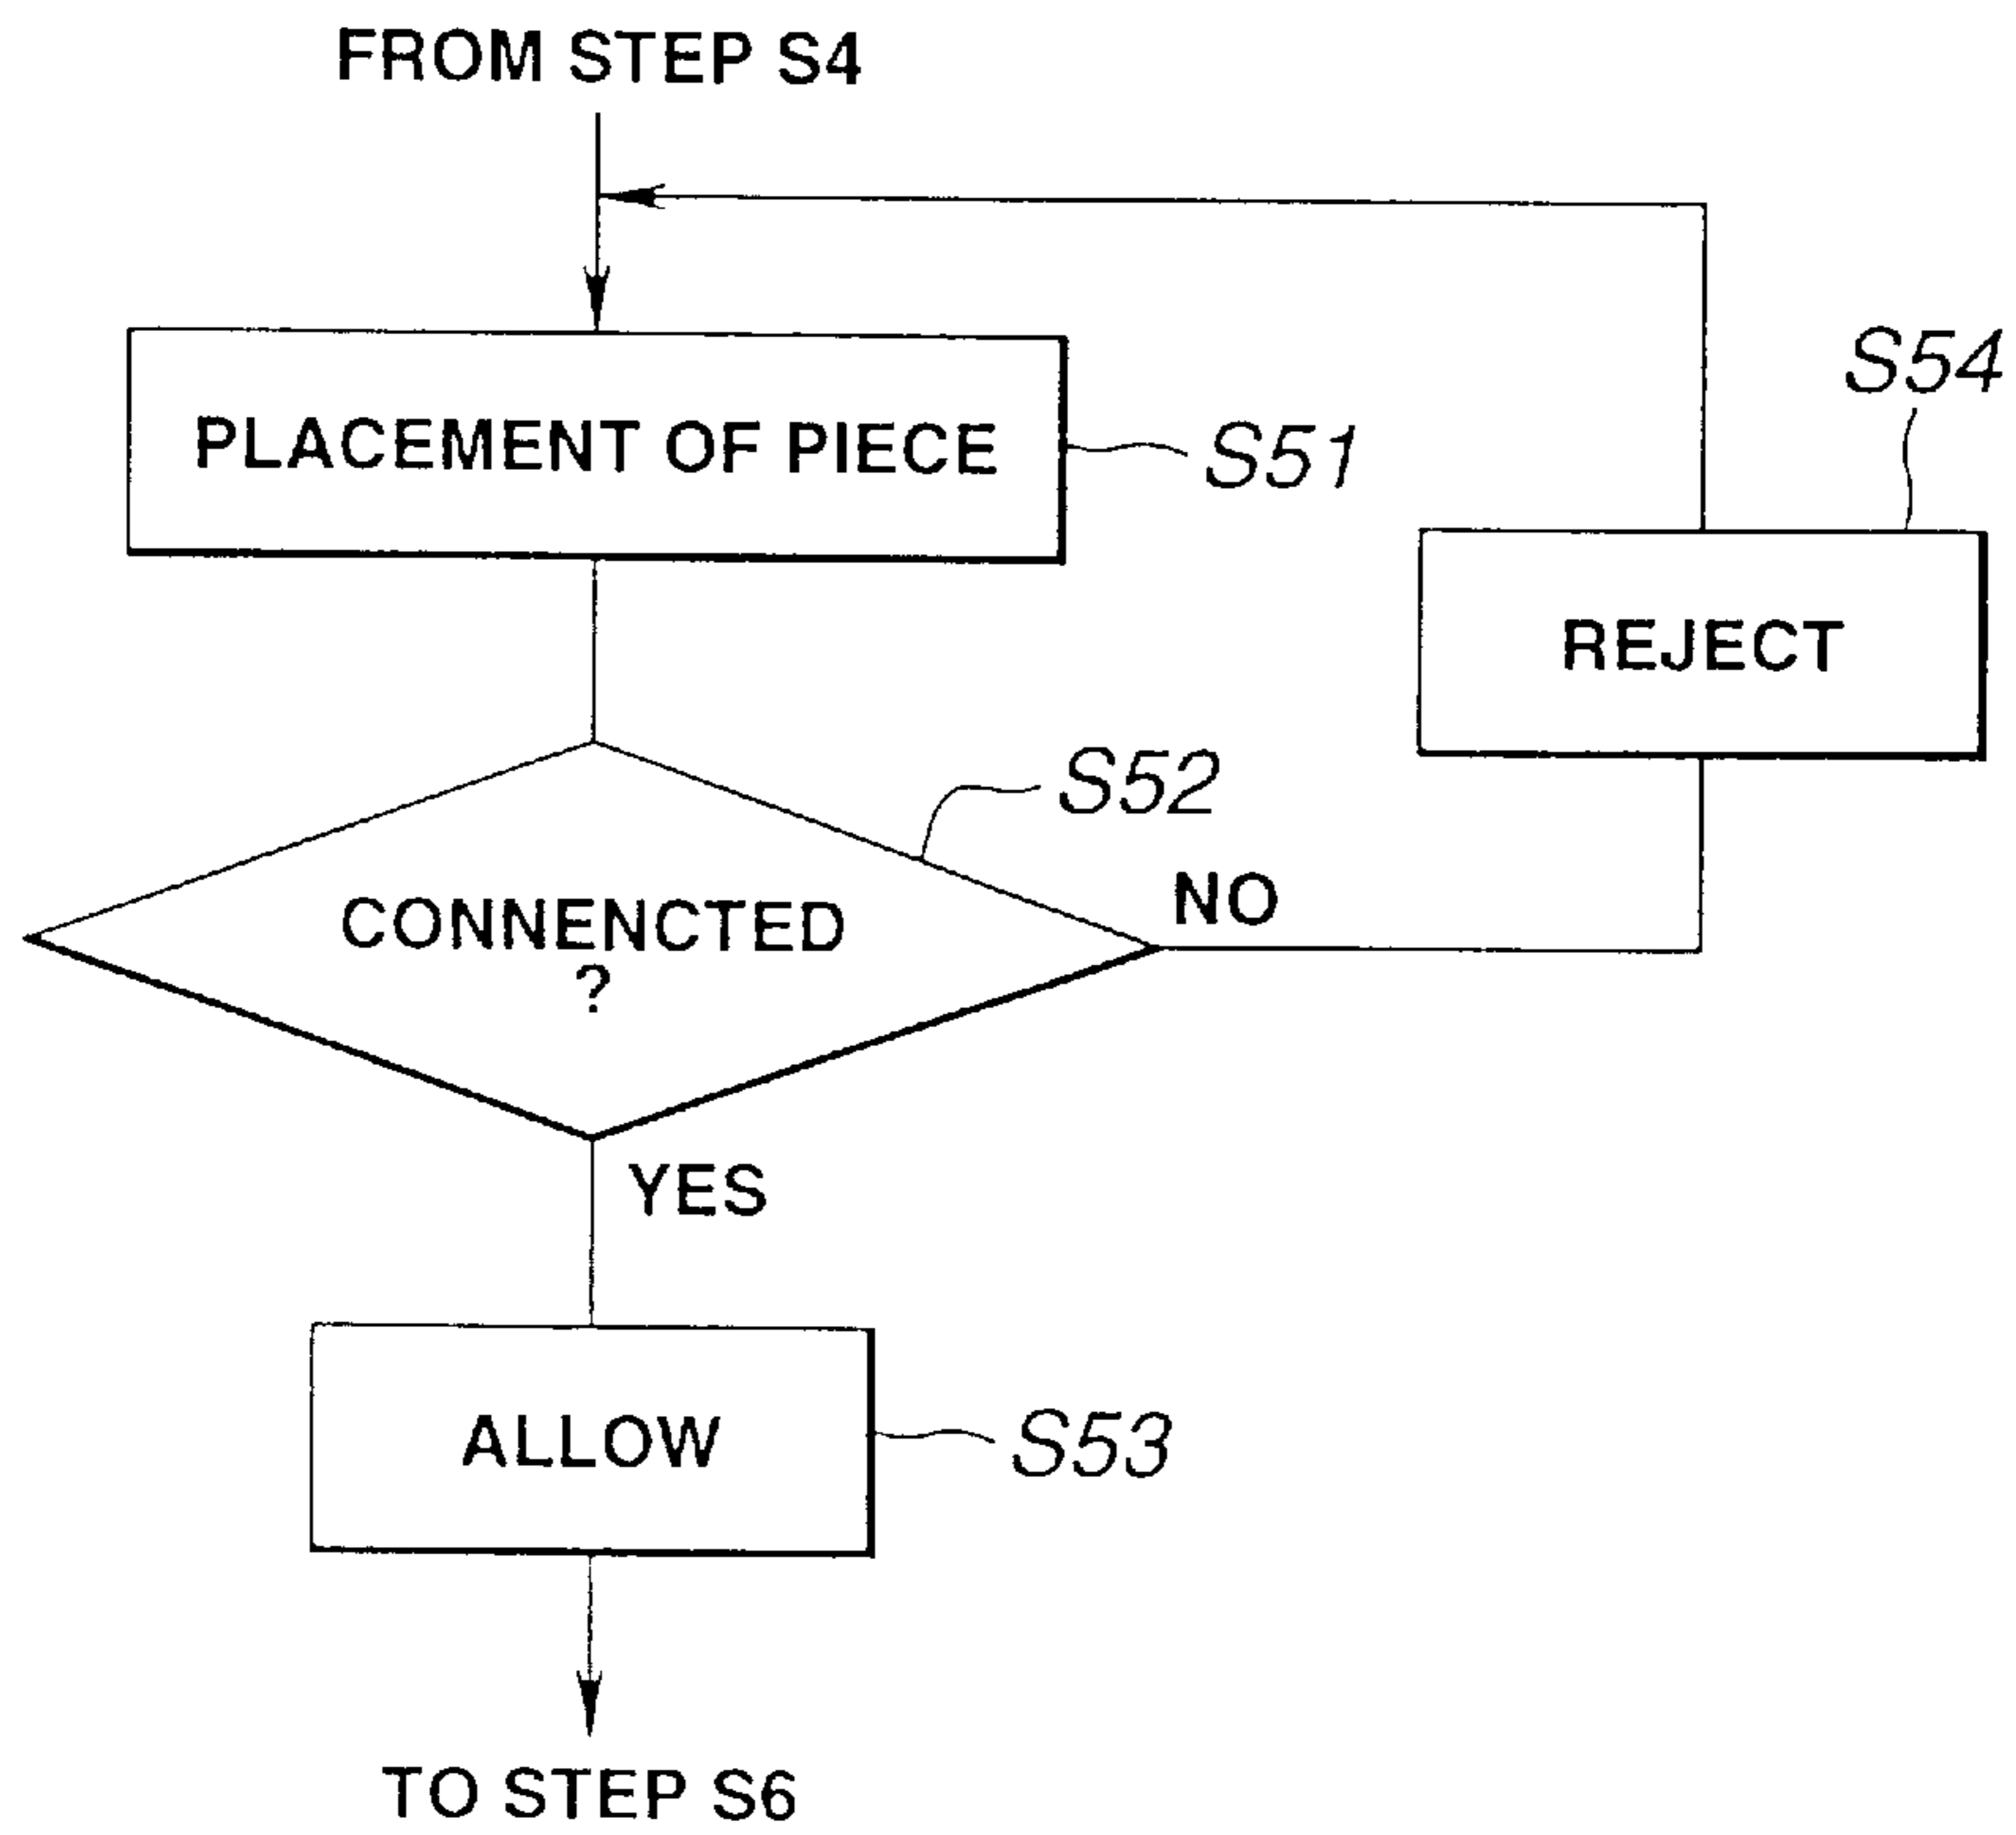 FROM STEP S4
PLACEMENT OF PIECE
S51
S54
REJECT
S52
CONNENCTED
?
NO
YES
ALLOW
S53
TO STEP S6